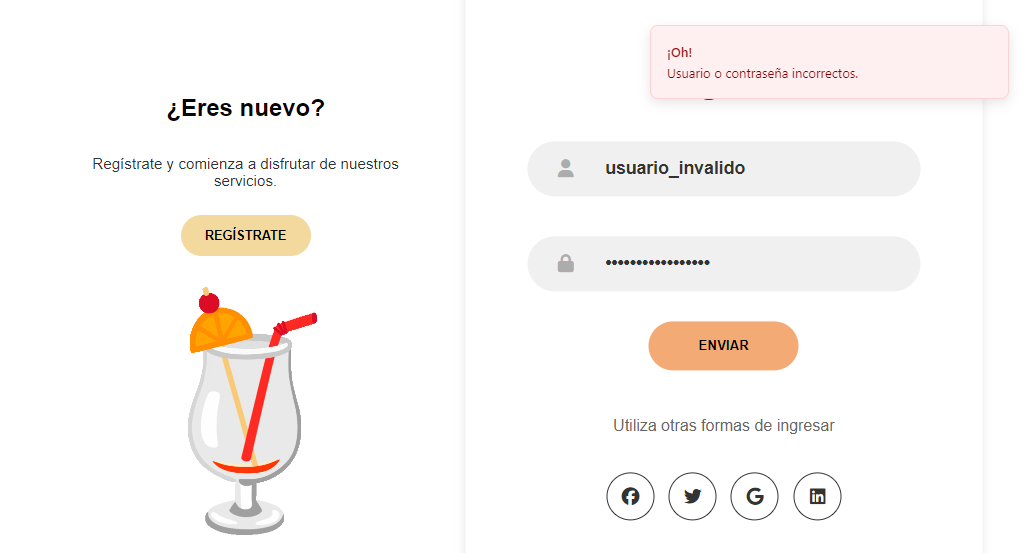 ¿Eres nuevo?
Regístrate y comienza a disfrutar de nuestros
servicios.
REGÍSTRATE
¡Oh!
Usuario o contraseña incorrectos.
usuario_invalido
•••••••••••••••••
ENVIAR
Utiliza otras formas de ingresar